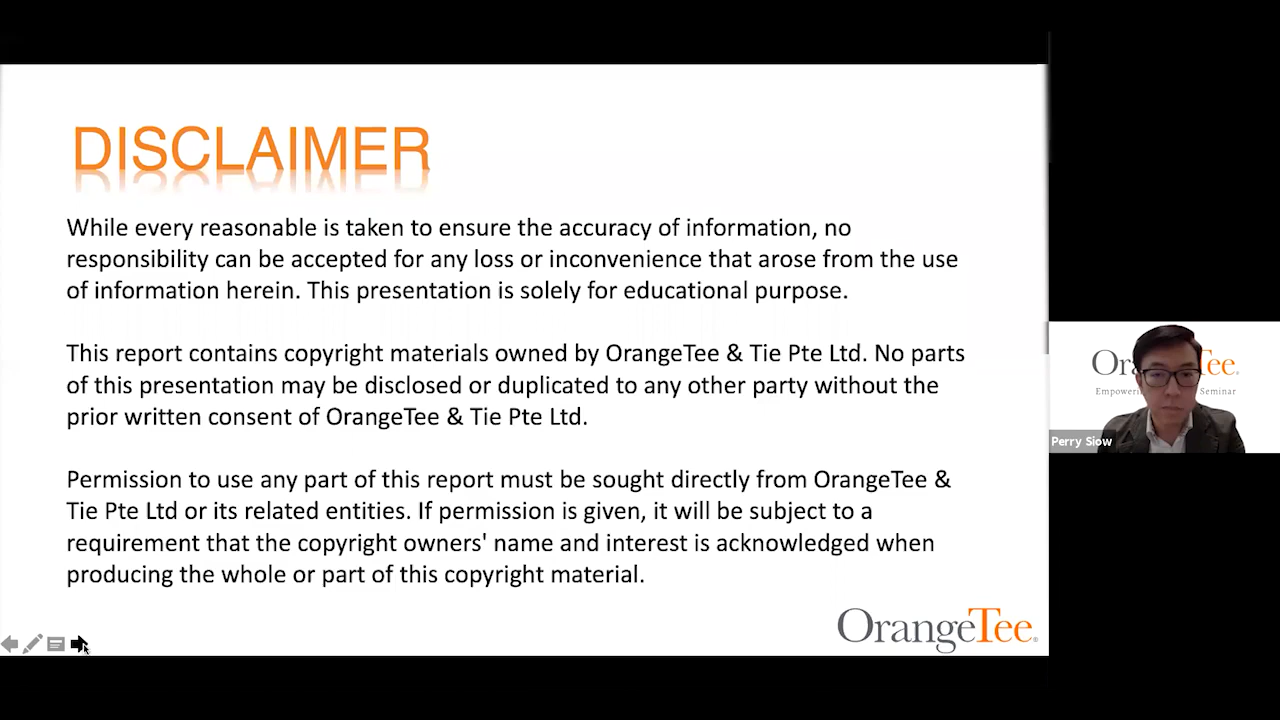 DISCLAIMER
While every reasonable is taken to ensure the accuracy of information, no
responsibility can be accepted for any loss or inconvenience that arose from the use
of information herein. This presentation is solely for educational purpose.
This report contains copyright materials owned by OrangeTee & Tie Pte Ltd. No parts
of this presentation may be disclosed or duplicated to any other party without the
prior written consent of OrangeTee & Tie Pte Ltd.
Permission to use any part of this report must be sought directly from OrangeTee &
Tie Pte Ltd or its related entities. If permission is given, it will be subject to a
requirement that the copyright owners' name and interest is acknowledged when
producing the whole or part of this copyright material.
OrangeTee
Seminar
Perry Siow